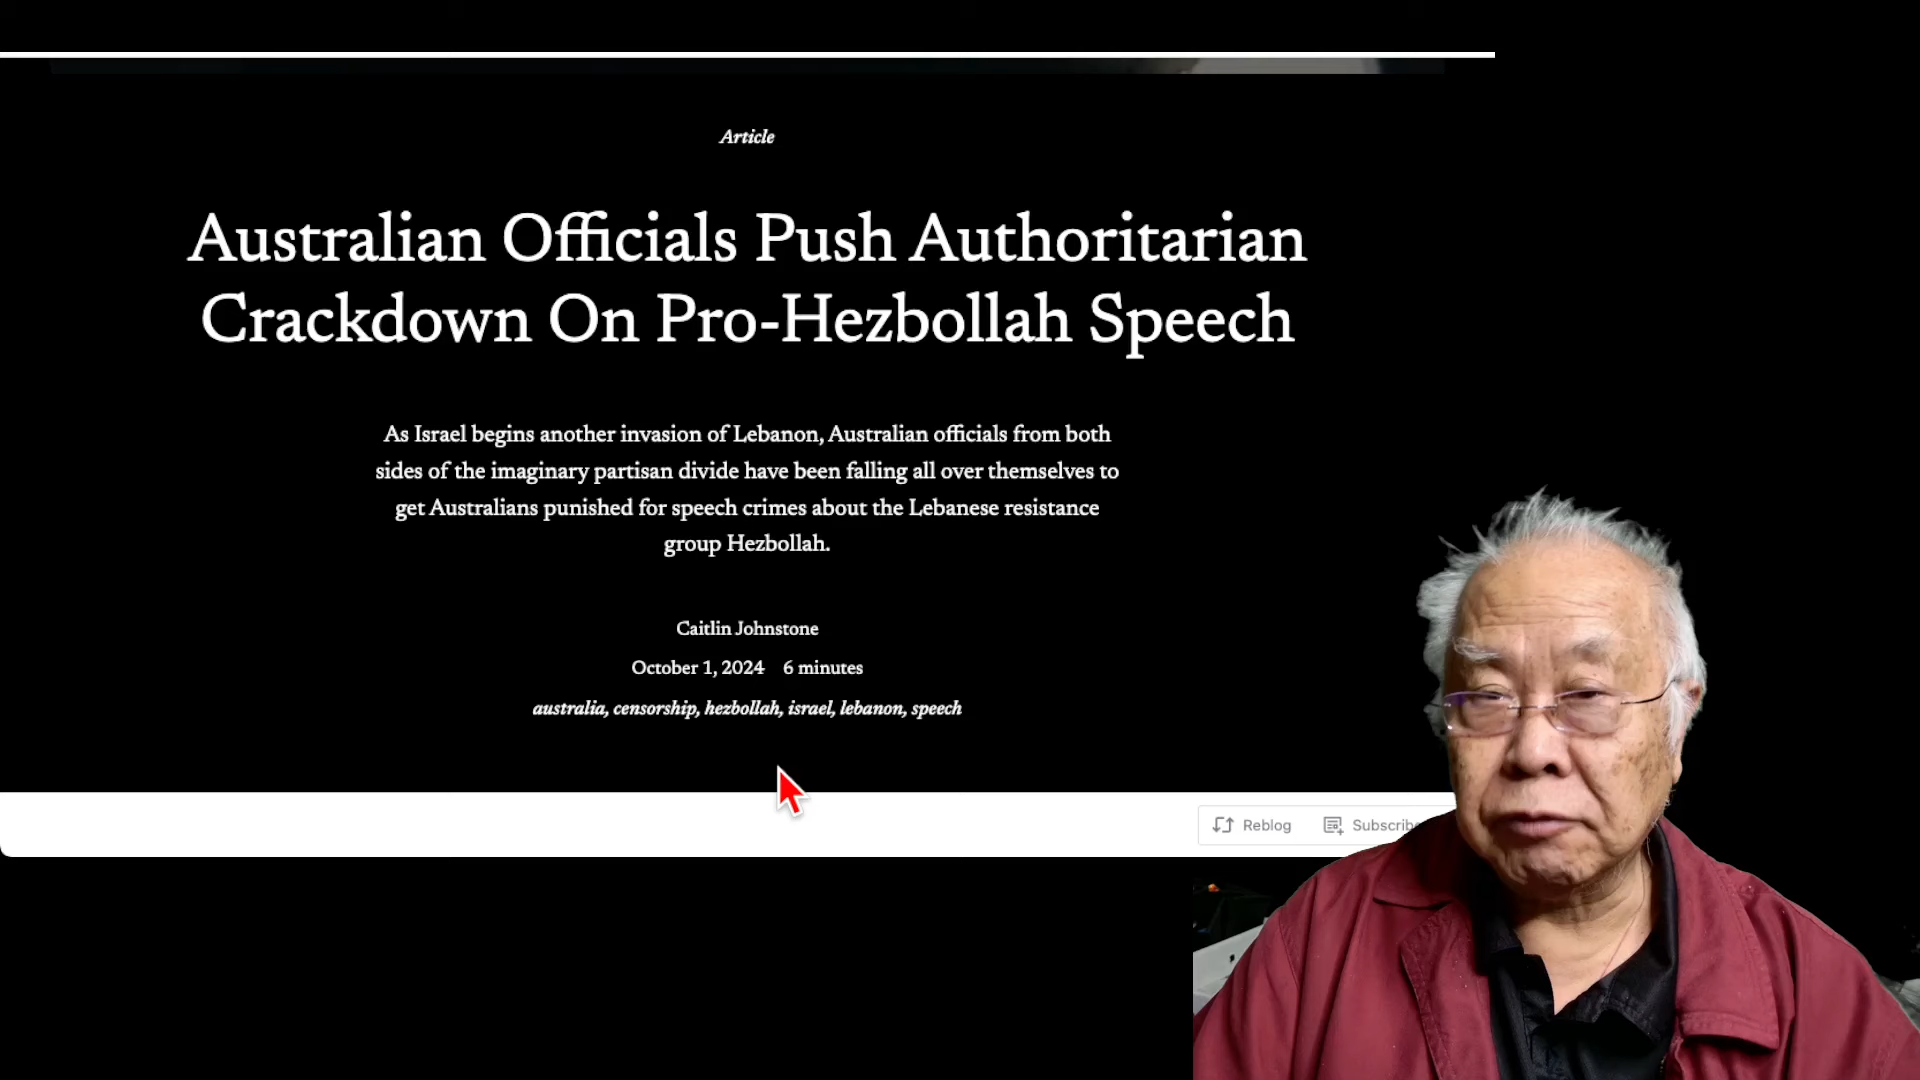 Article
Australian Officials Push Authoritarian
Crackdown On Pro-Hezbollah Speech
As Israel begins another invasion of Lebanon, Australian officials from both
sides of the imaginary partisan divide have been falling all over themselves to
get Australians punished for speech crimes about the Lebanese resistance
group Hezbollah.
Caitlin Johnstone
October 1, 2024 6 minutes
australia, censorship, hezbollah, israel, lebanon, speech
Reblog Subscribe